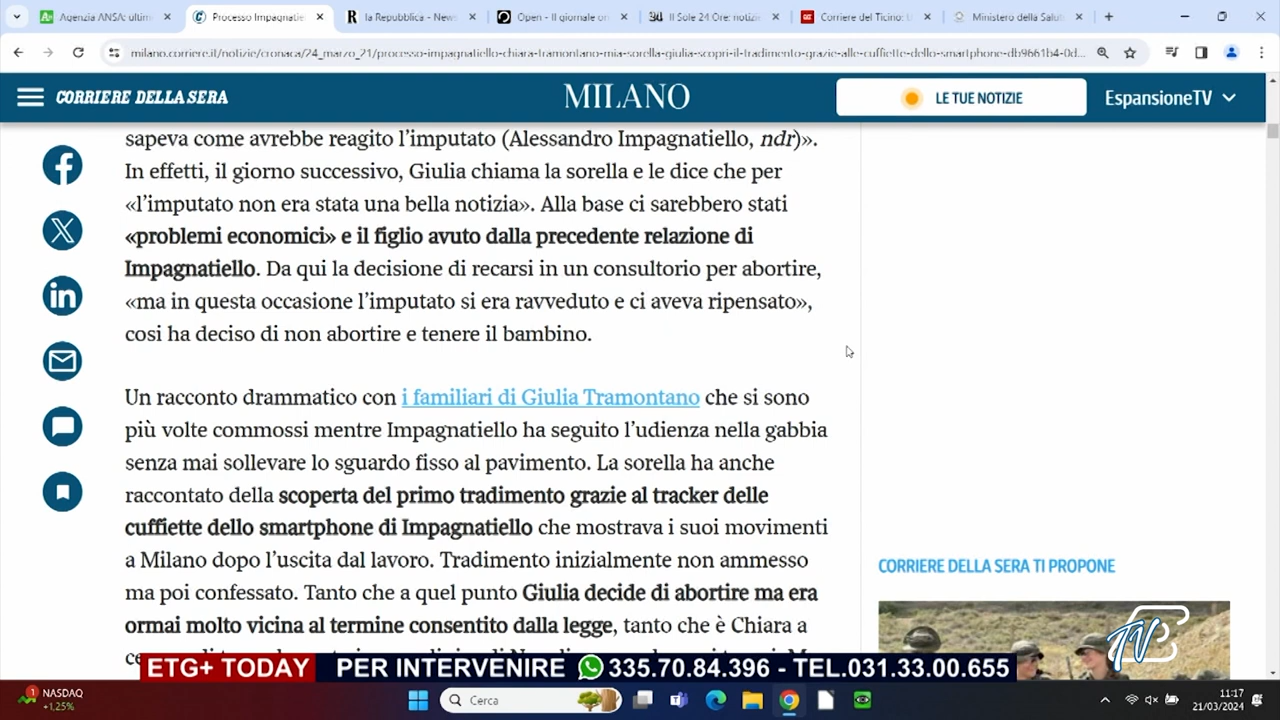 Agenzia ANSA: ultim
Processo Impagnatie
la Repubblica - News
Open - Il giornale on
Il Sole 24 Ore: notizi
Corriere del Ticino:
Ministero della Salut
milano.corriere.it/notizie/cronaca/24_marzo_21/processo-impagnatiello-chiara-tramontano-mia-sorella-giulia-scopri-il-tradimento-grazie-alle-cuffiette-dello-smartphone-db9661b4-0d...
CORRIERE DELLA SERA
MILANO
LE TUE NOTIZIE
EspansioneTV
sapeva come avrebbe reagito l’imputato (Alessandro Impagnatiello, ndr)».
In effetti, il giorno successivo, Giulia chiama la sorella e le dice che per
«l’imputato non era stata una bella notizia». Alla base ci sarebbero stati
«problemi economici» e il figlio avuto dalla precedente relazione di
Impagnatiello. Da qui la decisione di recarsi in un consultorio per abortire,
«ma in questa occasione l’imputato si era ravveduto e ci aveva ripensato»,
cosi ha deciso di non abortire e tenere il bambino.
Un racconto drammatico con i familiari di Giulia Tramontano che si sono
più volte commossi mentre Impagnatiello ha seguito l’udienza nella gabbia
senza mai sollevare lo sguardo fisso al pavimento. La sorella ha anche
raccontato della scoperta del primo tradimento grazie al tracker delle
cuffiette dello smartphone di Impagnatiello che mostrava i suoi movimenti
a Milano dopo l’uscita dal lavoro. Tradimento inizialmente non ammesso
ma poi confessato. Tanto che a quel punto Giulia decide di abortire ma era
ormai molto vicina al termine consentito dalla legge, tanto che è Chiara a
CORRIERE DELLA SERA TI PROPONE
ETG+ TODAY PER INTERVENIRE 335.70.84.396 - TEL.031.33.00.655
NASDAQ
+1,25%
1
Cerca
11:17
21/03/2024